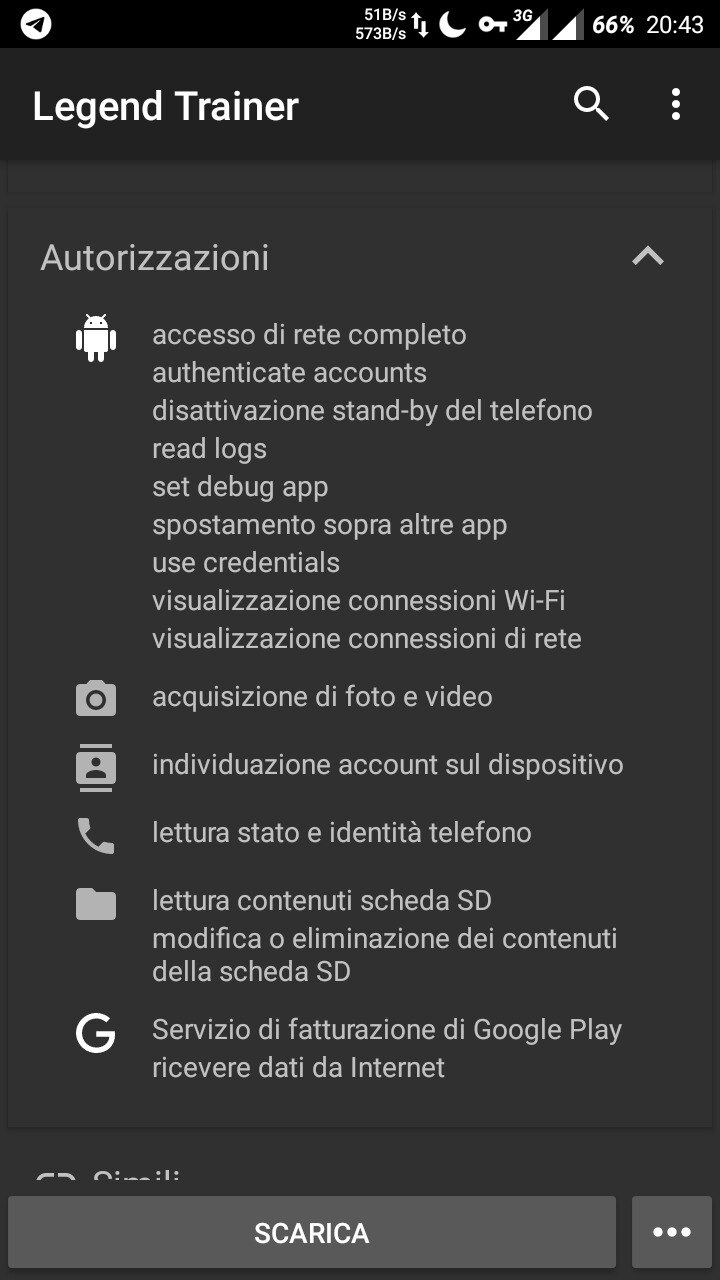 51B/s
573B/s
3G
66% 20:43
Legend Trainer
Autorizzazioni
accesso di rete completo
authenticate accounts
disattivazione stand-by del telefono
read logs
set debug app
spostamento sopra altre app
use credentials
visualizzazione connessioni Wi-Fi
visualizzazione connessioni di rete
acquisizione di foto e video
individuazione account sul dispositivo
lettura stato e identità telefono
lettura contenuti scheda SD
modifica o eliminazione dei contenuti
della scheda SD
Servizio di fatturazione di Google Play
ricevere dati da Internet
Simili
SCARICA